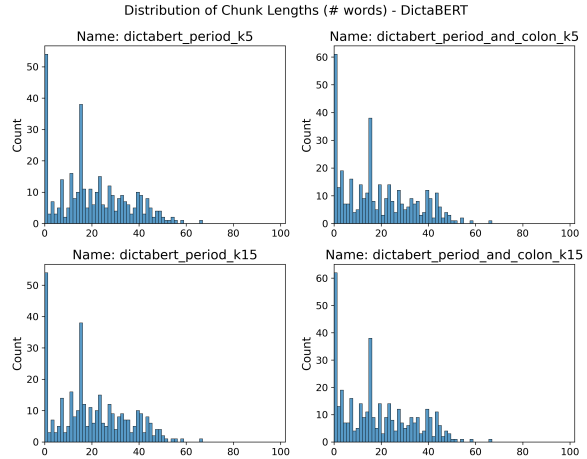 Distribution of Chunk Lengths (# words) - DictaBERT
Name: dictabert_period_k5
Count
50
40
30
20
10
0
0 20 40 60 80 100
Name: dictabert_period_and_colon_k5
Count
60
50
40
30
20
10
0
0 20 40 60 80 100
Name: dictabert_period_k15
Count
50
40
30
20
10
0
0 20 40 60 80 100
Name: dictabert_period_and_colon_k15
Count
60
50
40
30
20
10
0
0 20 40 60 80 100